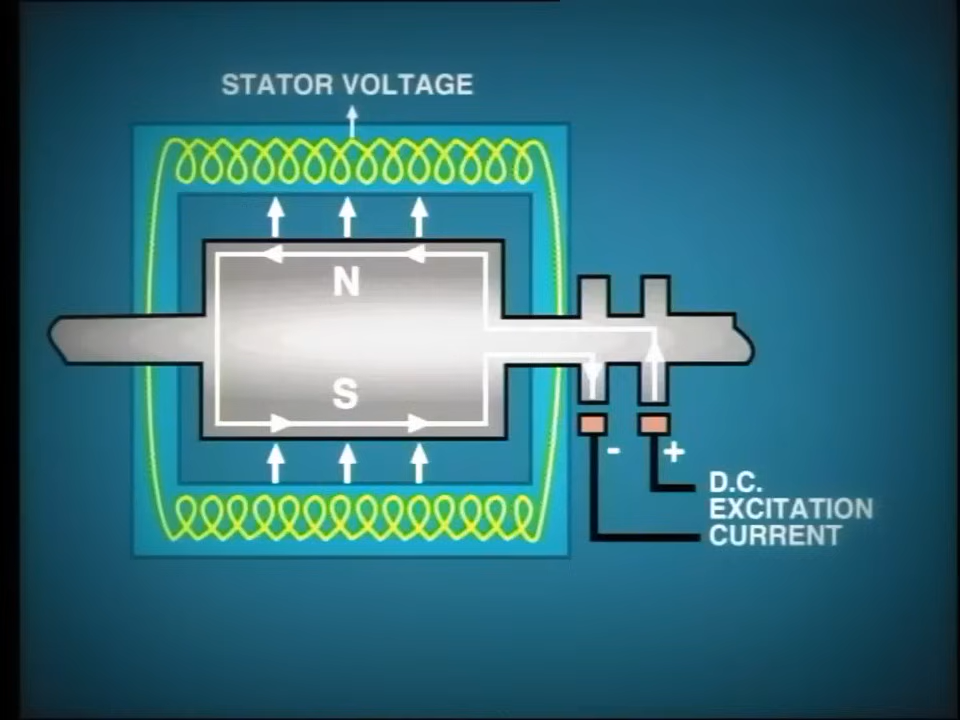 STATOR VOLTAGE
N
S
- +
D.C.
EXCITATION
CURRENT